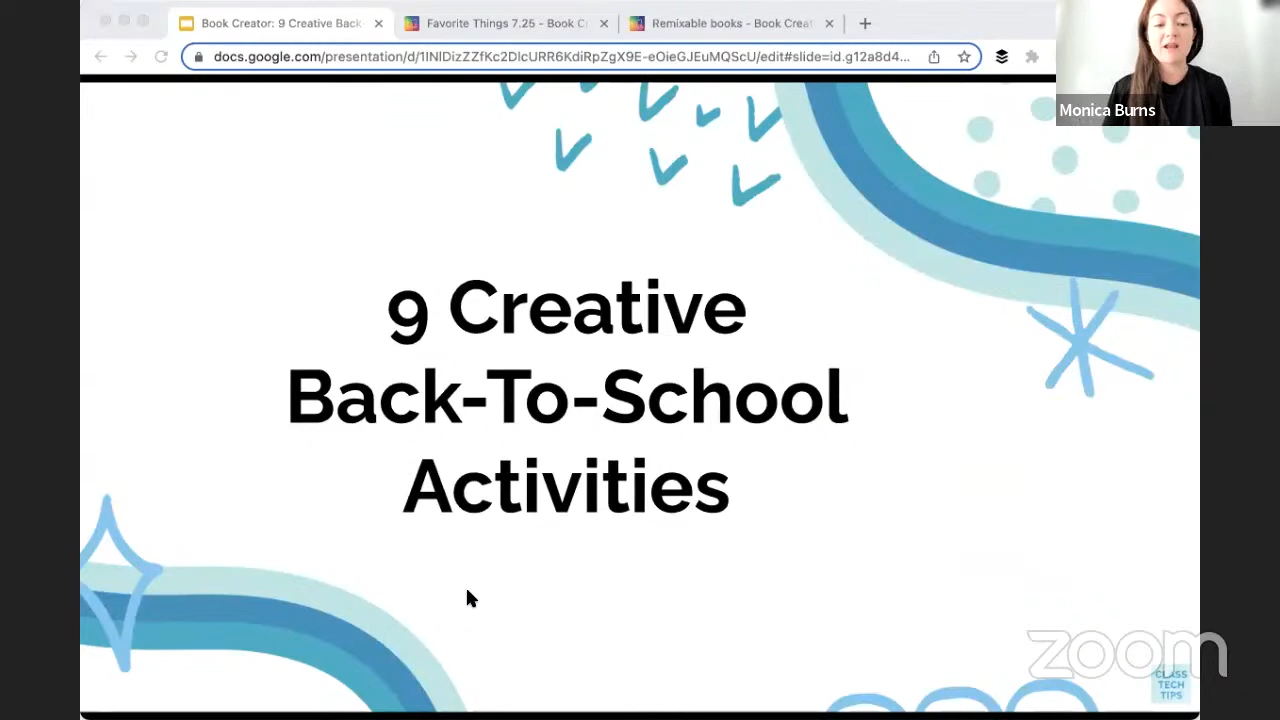 Book Creator: 9 Creative Back
Favorite Things 7.25 - Book C
Remixable books - Book Creat
docs.google.com/presentation/d/1INlDizZZfKc2DlcURR6KdiRpZgX9E-eOieGJEuMQScU/edit#slide=id.g12a8d4...
Monica Burns
9 Creative
Back-To-School
Activities
zoom
CLASS
TECH
TIPS